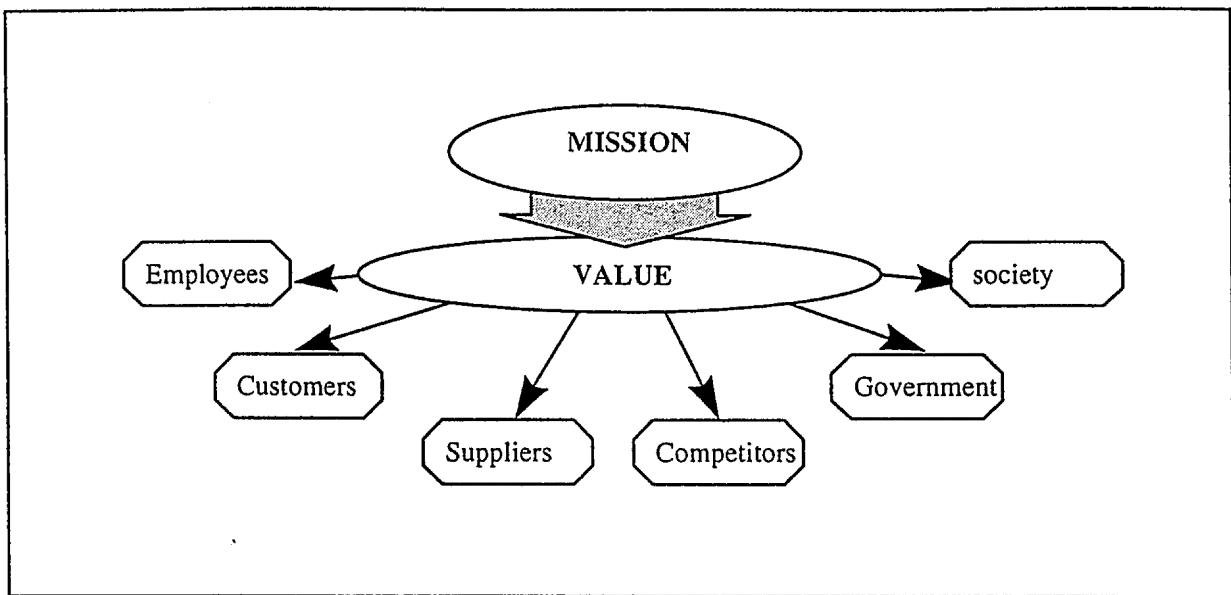 MISSION
VALUE
Employees
society
Customers
Government
Suppliers
Competitors